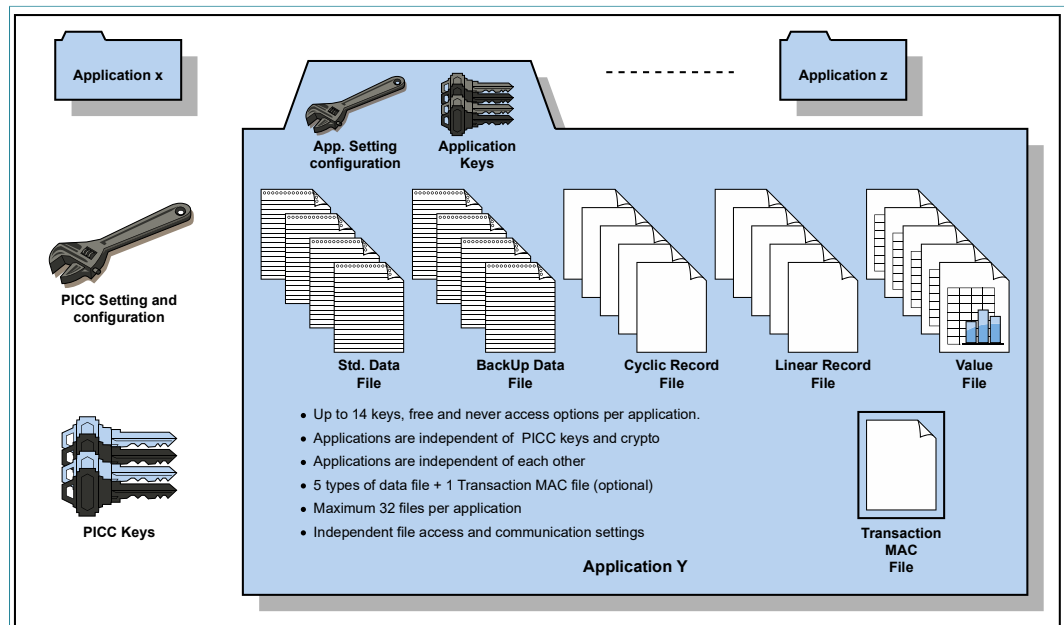 Application x
Application z
App. Setting
configuration
Application
Keys
PICC Setting and
configuration
Std. Data
File
BackUp Data
File
Cyclic Record
File
Linear Record
File
Value
File
• Up to 14 keys, free and never access options per application.
• Applications are independent of PICC keys and crypto
• Applications are independent of each other
• 5 types of data file + 1 Transaction MAC file (optional)
• Maximum 32 files per application
• Independent file access and communication settings
PICC Keys
Transaction
MAC
File
Application Y